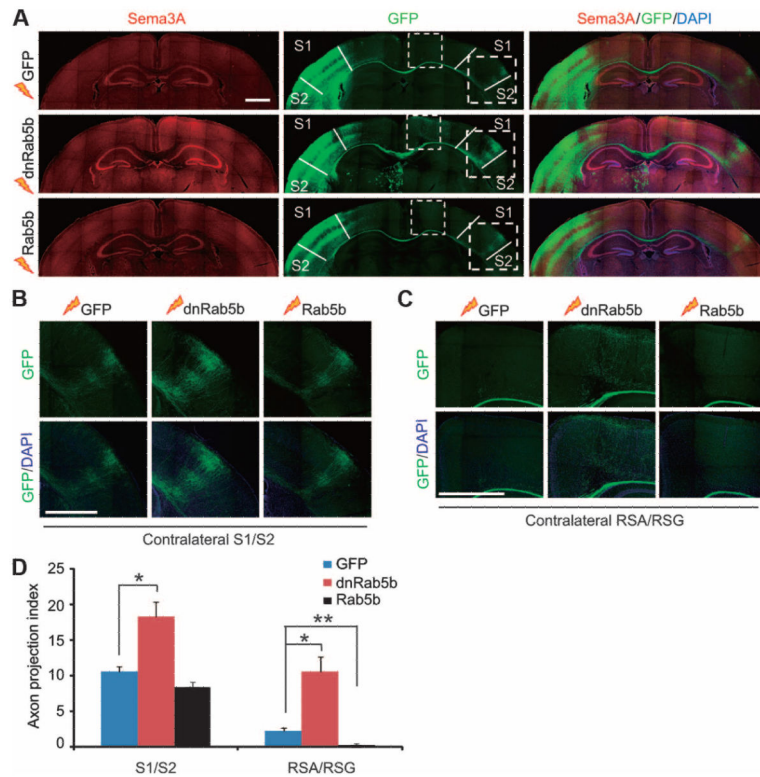 A
Sema3A
GFP
Sema3A/GFP/DAPI
GFP
S1
S2
S1
S2
dnRab5b
S1
S2
S1
S2
Rab5b
S1
S2
S1
S2
B
GFP
dnRab5b
Rab5b
GFP
GFP/DAPI
Contralateral S1/S2
C
GFP
dnRab5b
Rab5b
GFP
GFP/DAPI
Contralateral RSA/RSG
D
Axon projection index
25
20
15
10
5
0
*
**
*
GFP
dnRab5b
Rab5b
S1/S2
RSA/RSG